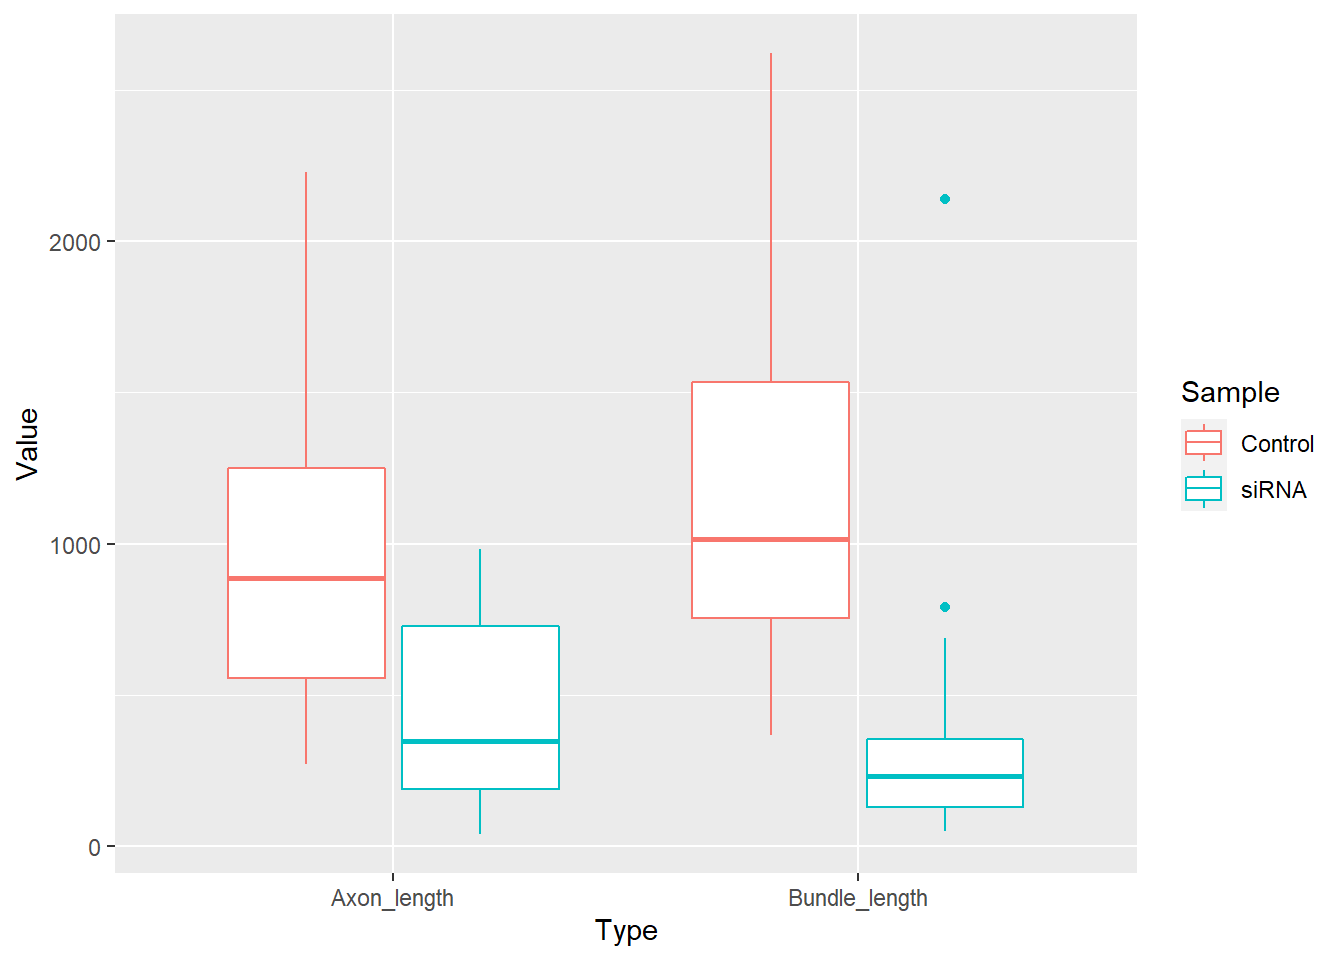 2000
1000
0
Value
Axon_length
Bundle_length
Type
Sample
Control
siRNA